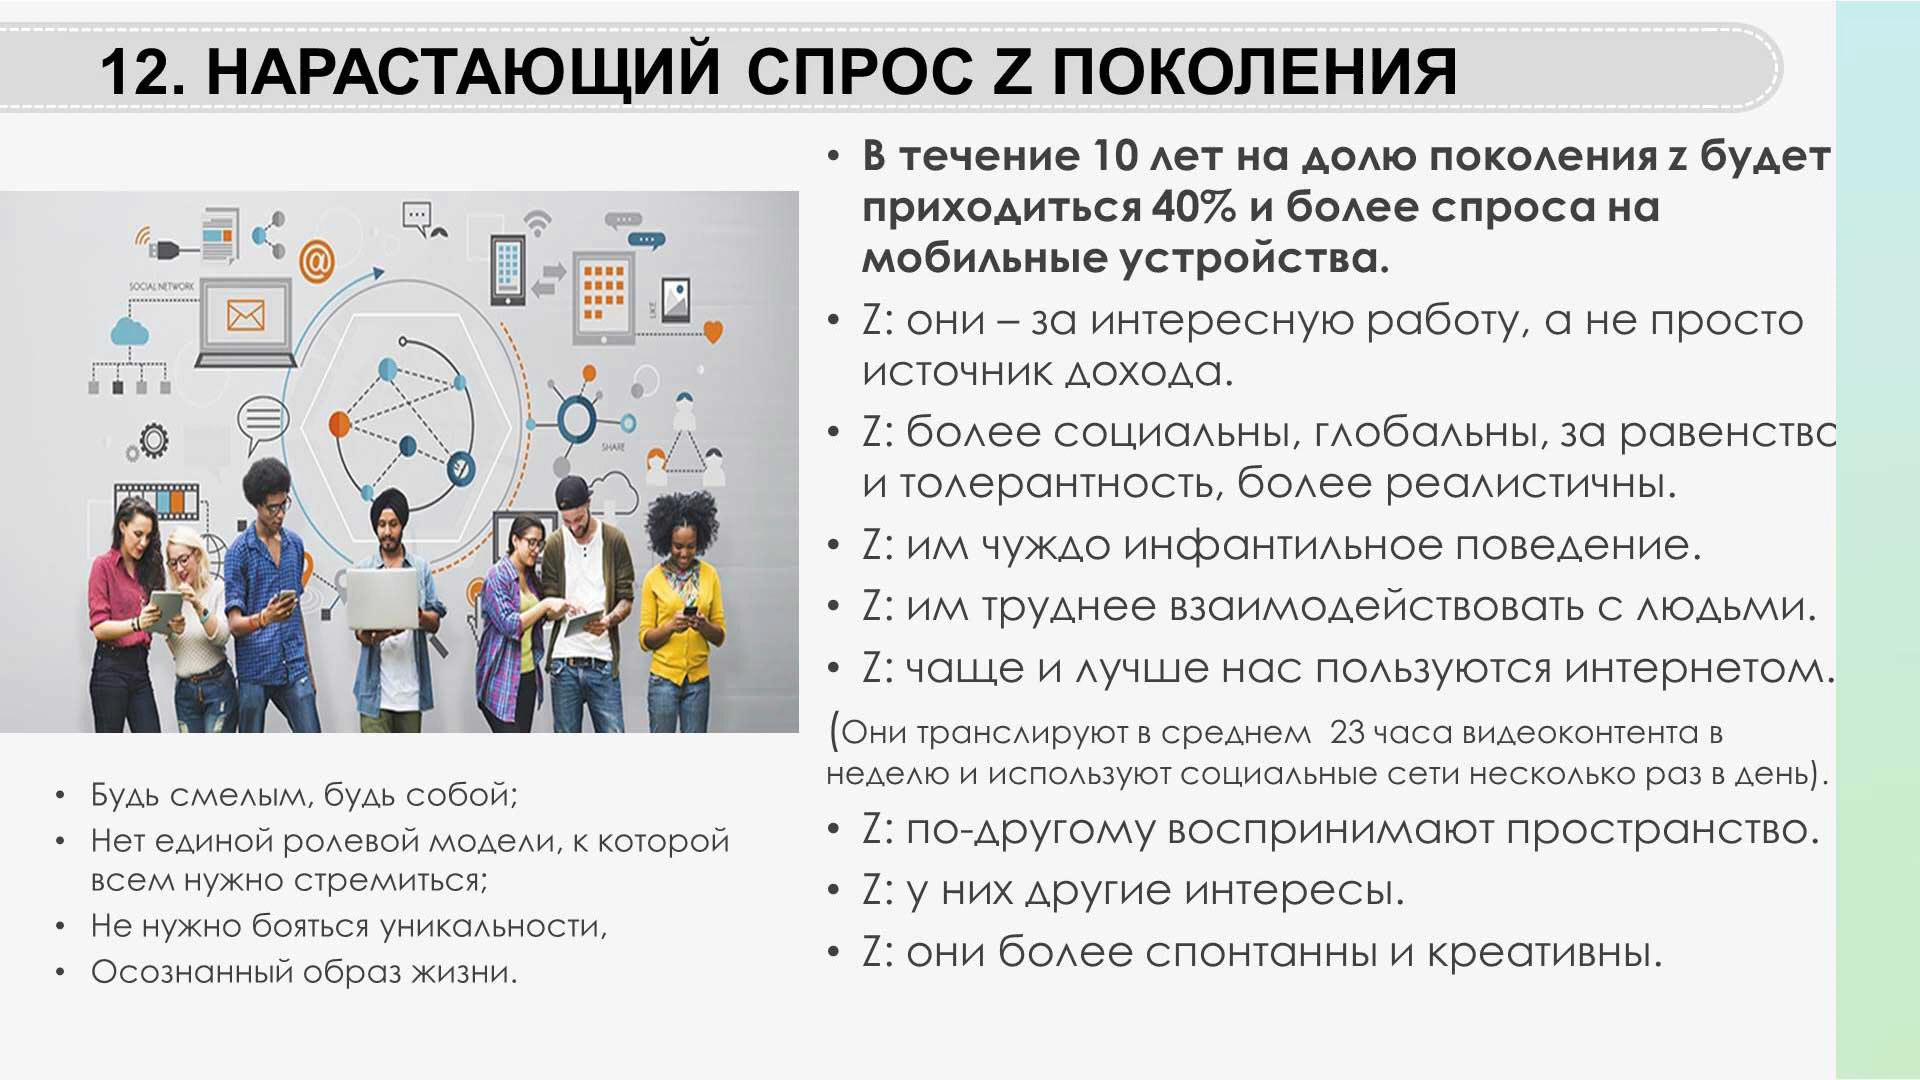 12. НАРАСТАЮЩИЙ СПРОС Z ПОКОЛЕНИЯ
SOCIAL NETWORK
LIKE
SHARE
• Будь смелым, будь собой;
• Нет единой ролевой модели, к которой
всем нужно стремиться;
• Не нужно бояться уникальности,
• Осознанный образ жизни.
• В течение 10 лет на долю поколения z будет
приходиться 40% и более спроса на
мобильные устройства.
• Z: они – за интересную работу, а не просто
источник дохода.
• Z: более социальны, глобальны, за равенство
и толерантность, более реалистичны.
• Z: им чуждо инфантильное поведение.
• Z: им труднее взаимодействовать с людьми.
• Z: чаще и лучше нас пользуются интернетом.
(Они транслируют в среднем 23 часа видеоконтента в
неделю и используют социальные сети несколько раз в день).
• Z: по-другому воспринимают пространство.
• Z: у них другие интересы.
• Z: они более спонтанны и креативны.